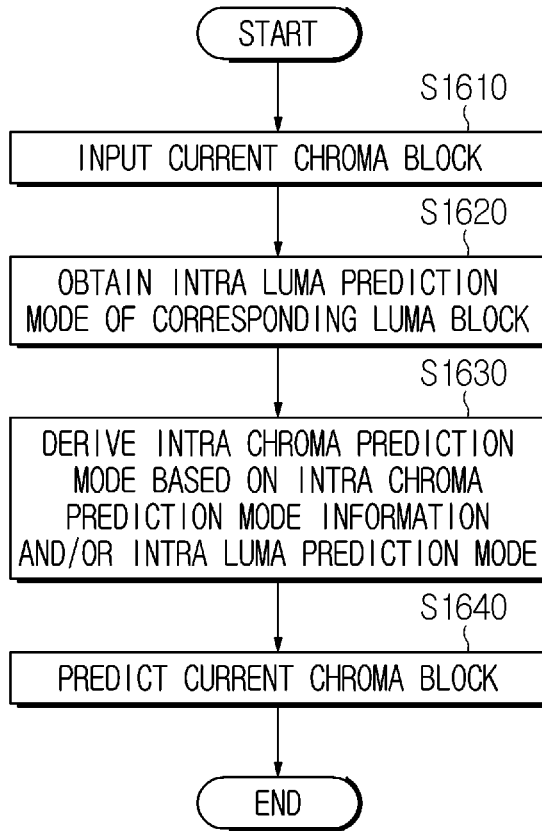 START
S1610
INPUT CURRENT CHROMA BLOCK
S1620
OBTAIN INTRA LUMA PREDICTION
MODE OF CORRESPONDING LUMA BLOCK
S1630
DERIVE INTRA CHROMA PREDICTION
MODE BASED ON INTRA CHROMA
PREDICTION MODE INFORMATION
AND/OR INTRA LUMA PREDICTION MODE
S1640
PREDICT CURRENT CHROMA BLOCK
END